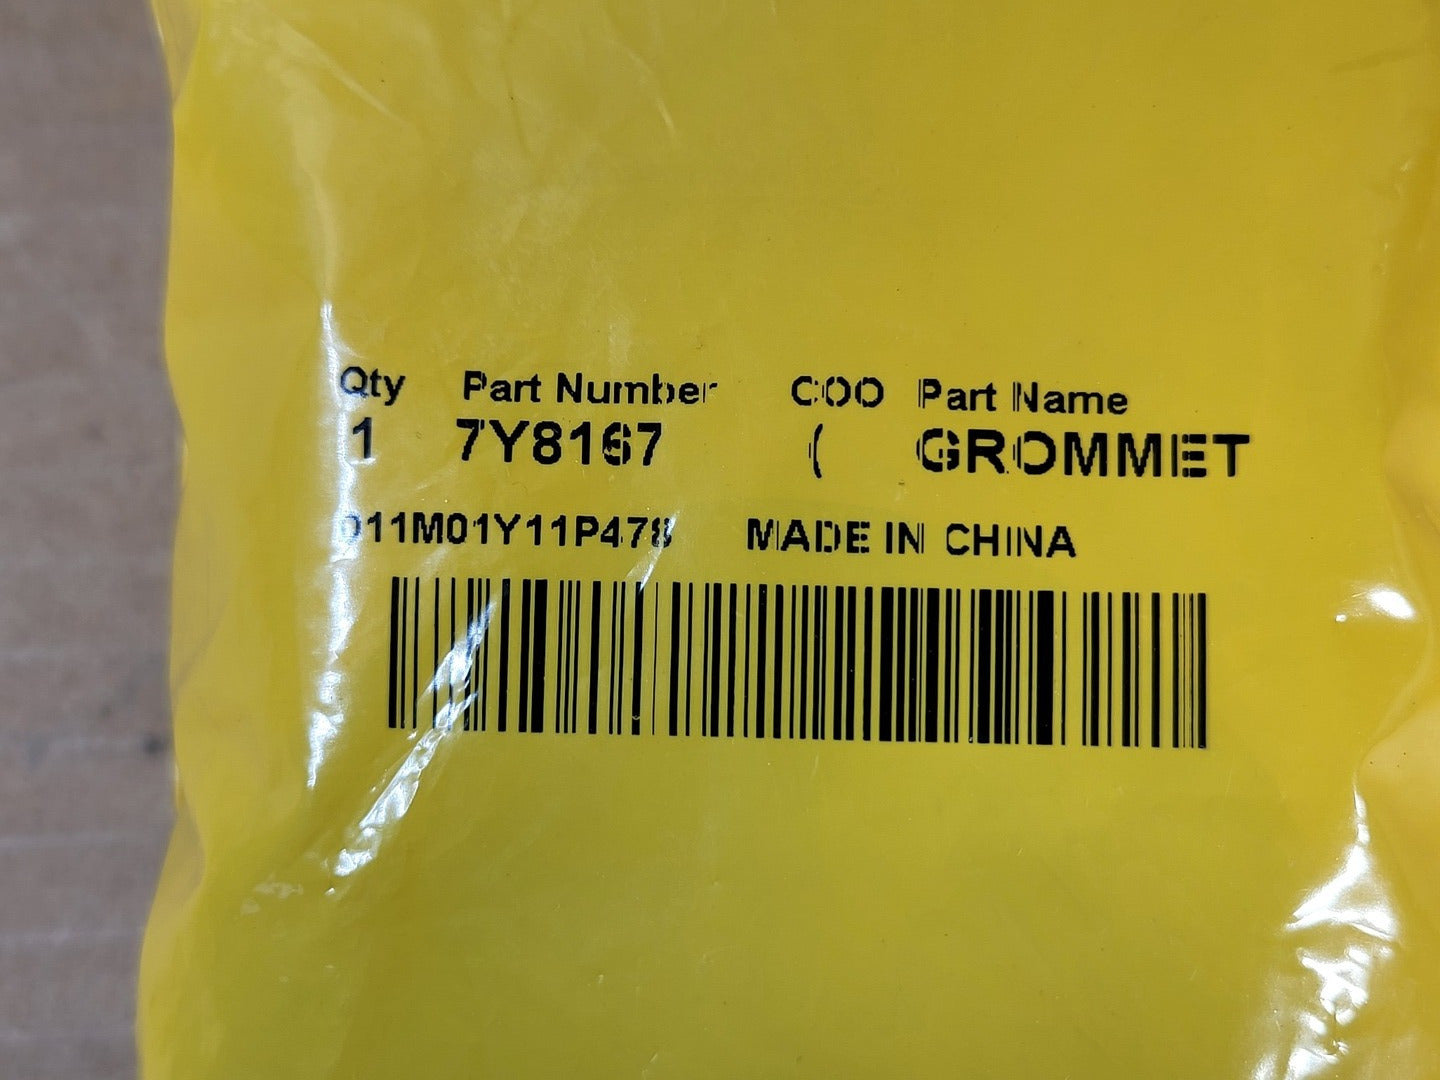 Qty Part Number COO Part Name
1 7Y8167 ( GROMMET
011M01Y11P478 MADE IN CHINA